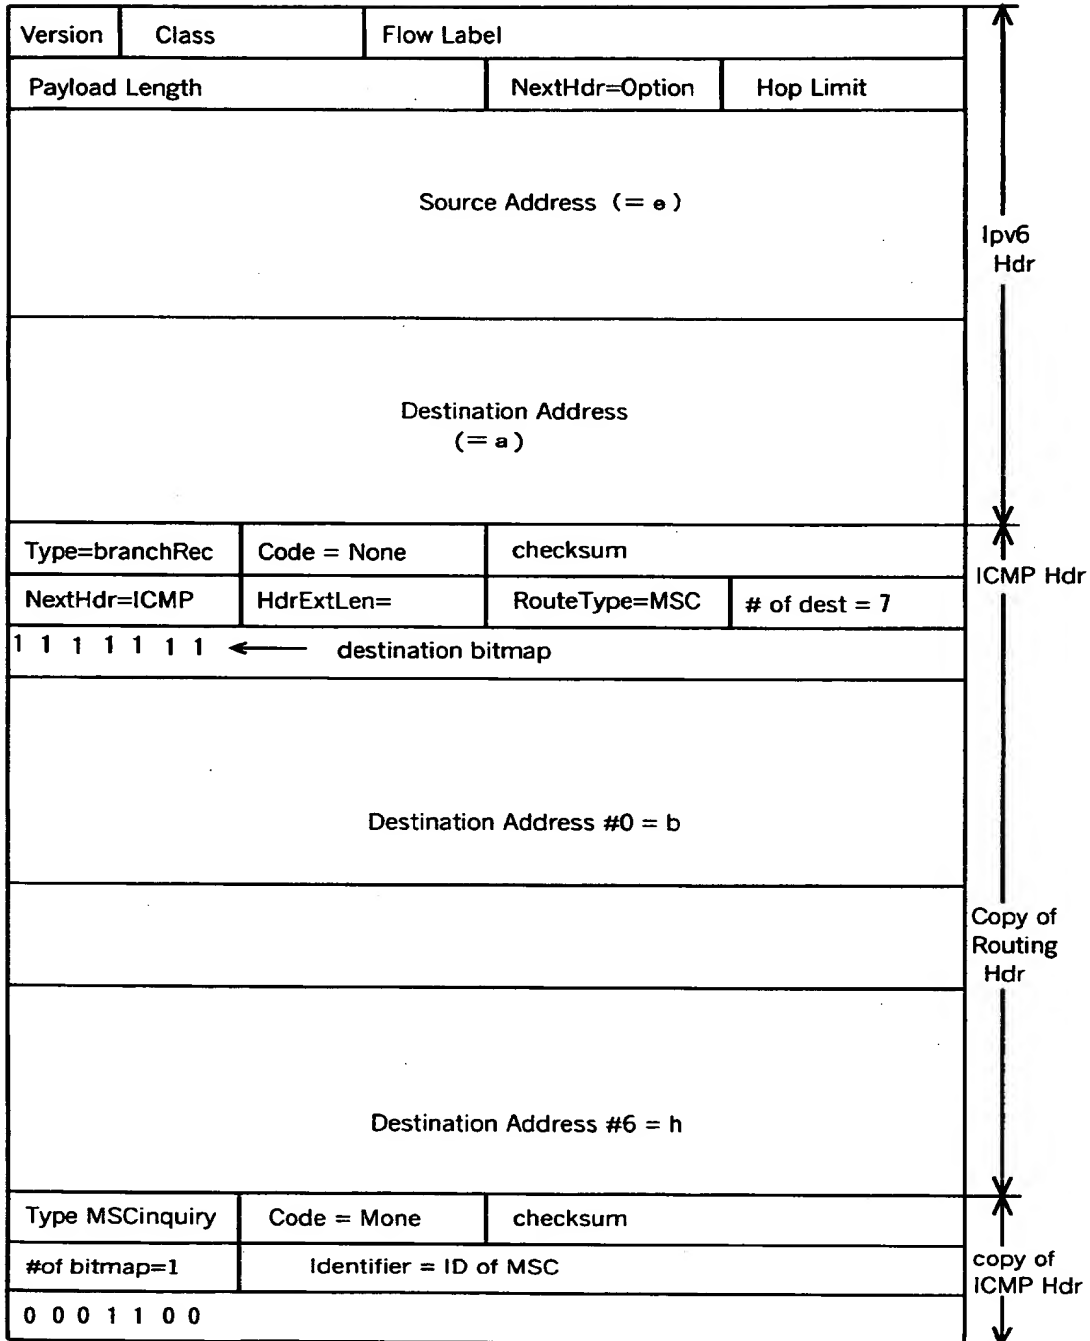 Version Class Flow Label
Payload Length NextHdr=Option Hop Limit
Source Address (= e)
Ipv6
Hdr
Destination Address
(= a)
Type=branchRec Code = None checksum
ICMP Hdr
NextHdr=ICMP HdrExtLen= RouteType=MSC # of dest = 7
1 1 1 1 1 1 1 ← destination bitmap
Destination Address #0 = b
Copy of
Routing
Hdr
Destination Address #6 = h
Type MSCinquiry Code = Mone checksum
#of bitmap=1 Identifier = ID of MSC
copy of
ICMP Hdr
0 0 0 1 1 0 0